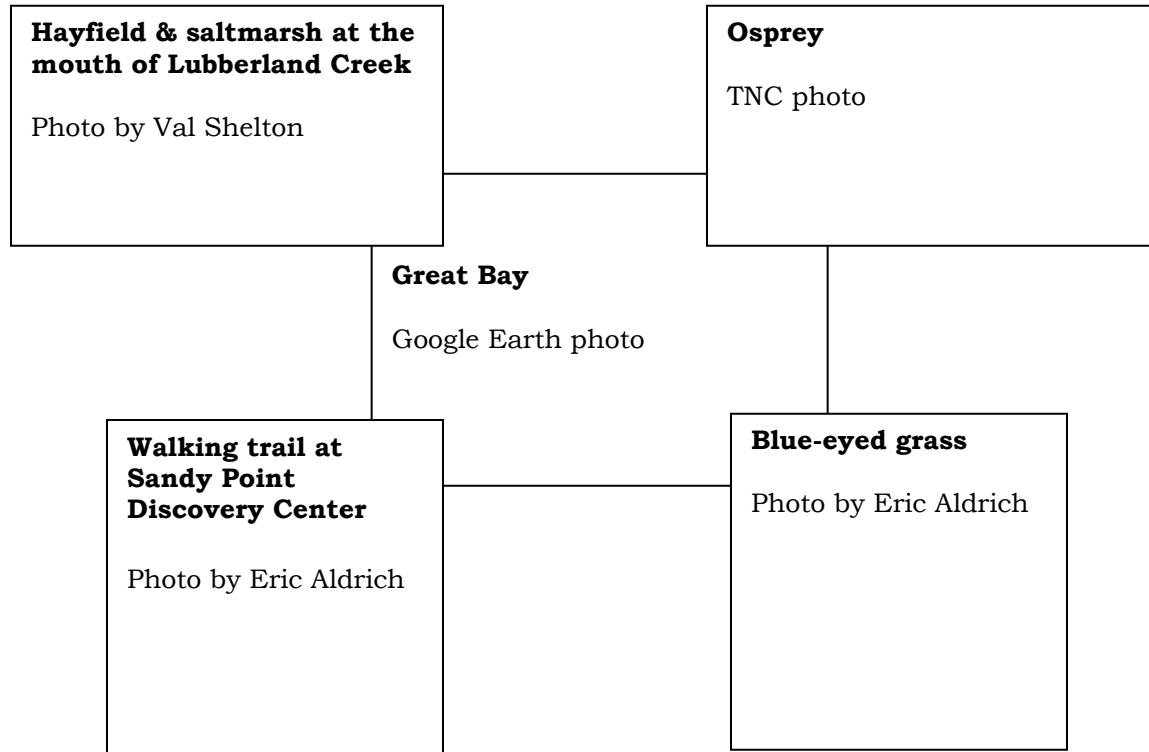 Hayfield & saltmarsh at the
mouth of Lubberland Creek
Photo by Val Shelton
Osprey
TNC photo
Great Bay
Google Earth photo
Walking trail at
Sandy Point
Discovery Center
Photo by Eric Aldrich
Blue-eyed grass
Photo by Eric Aldrich